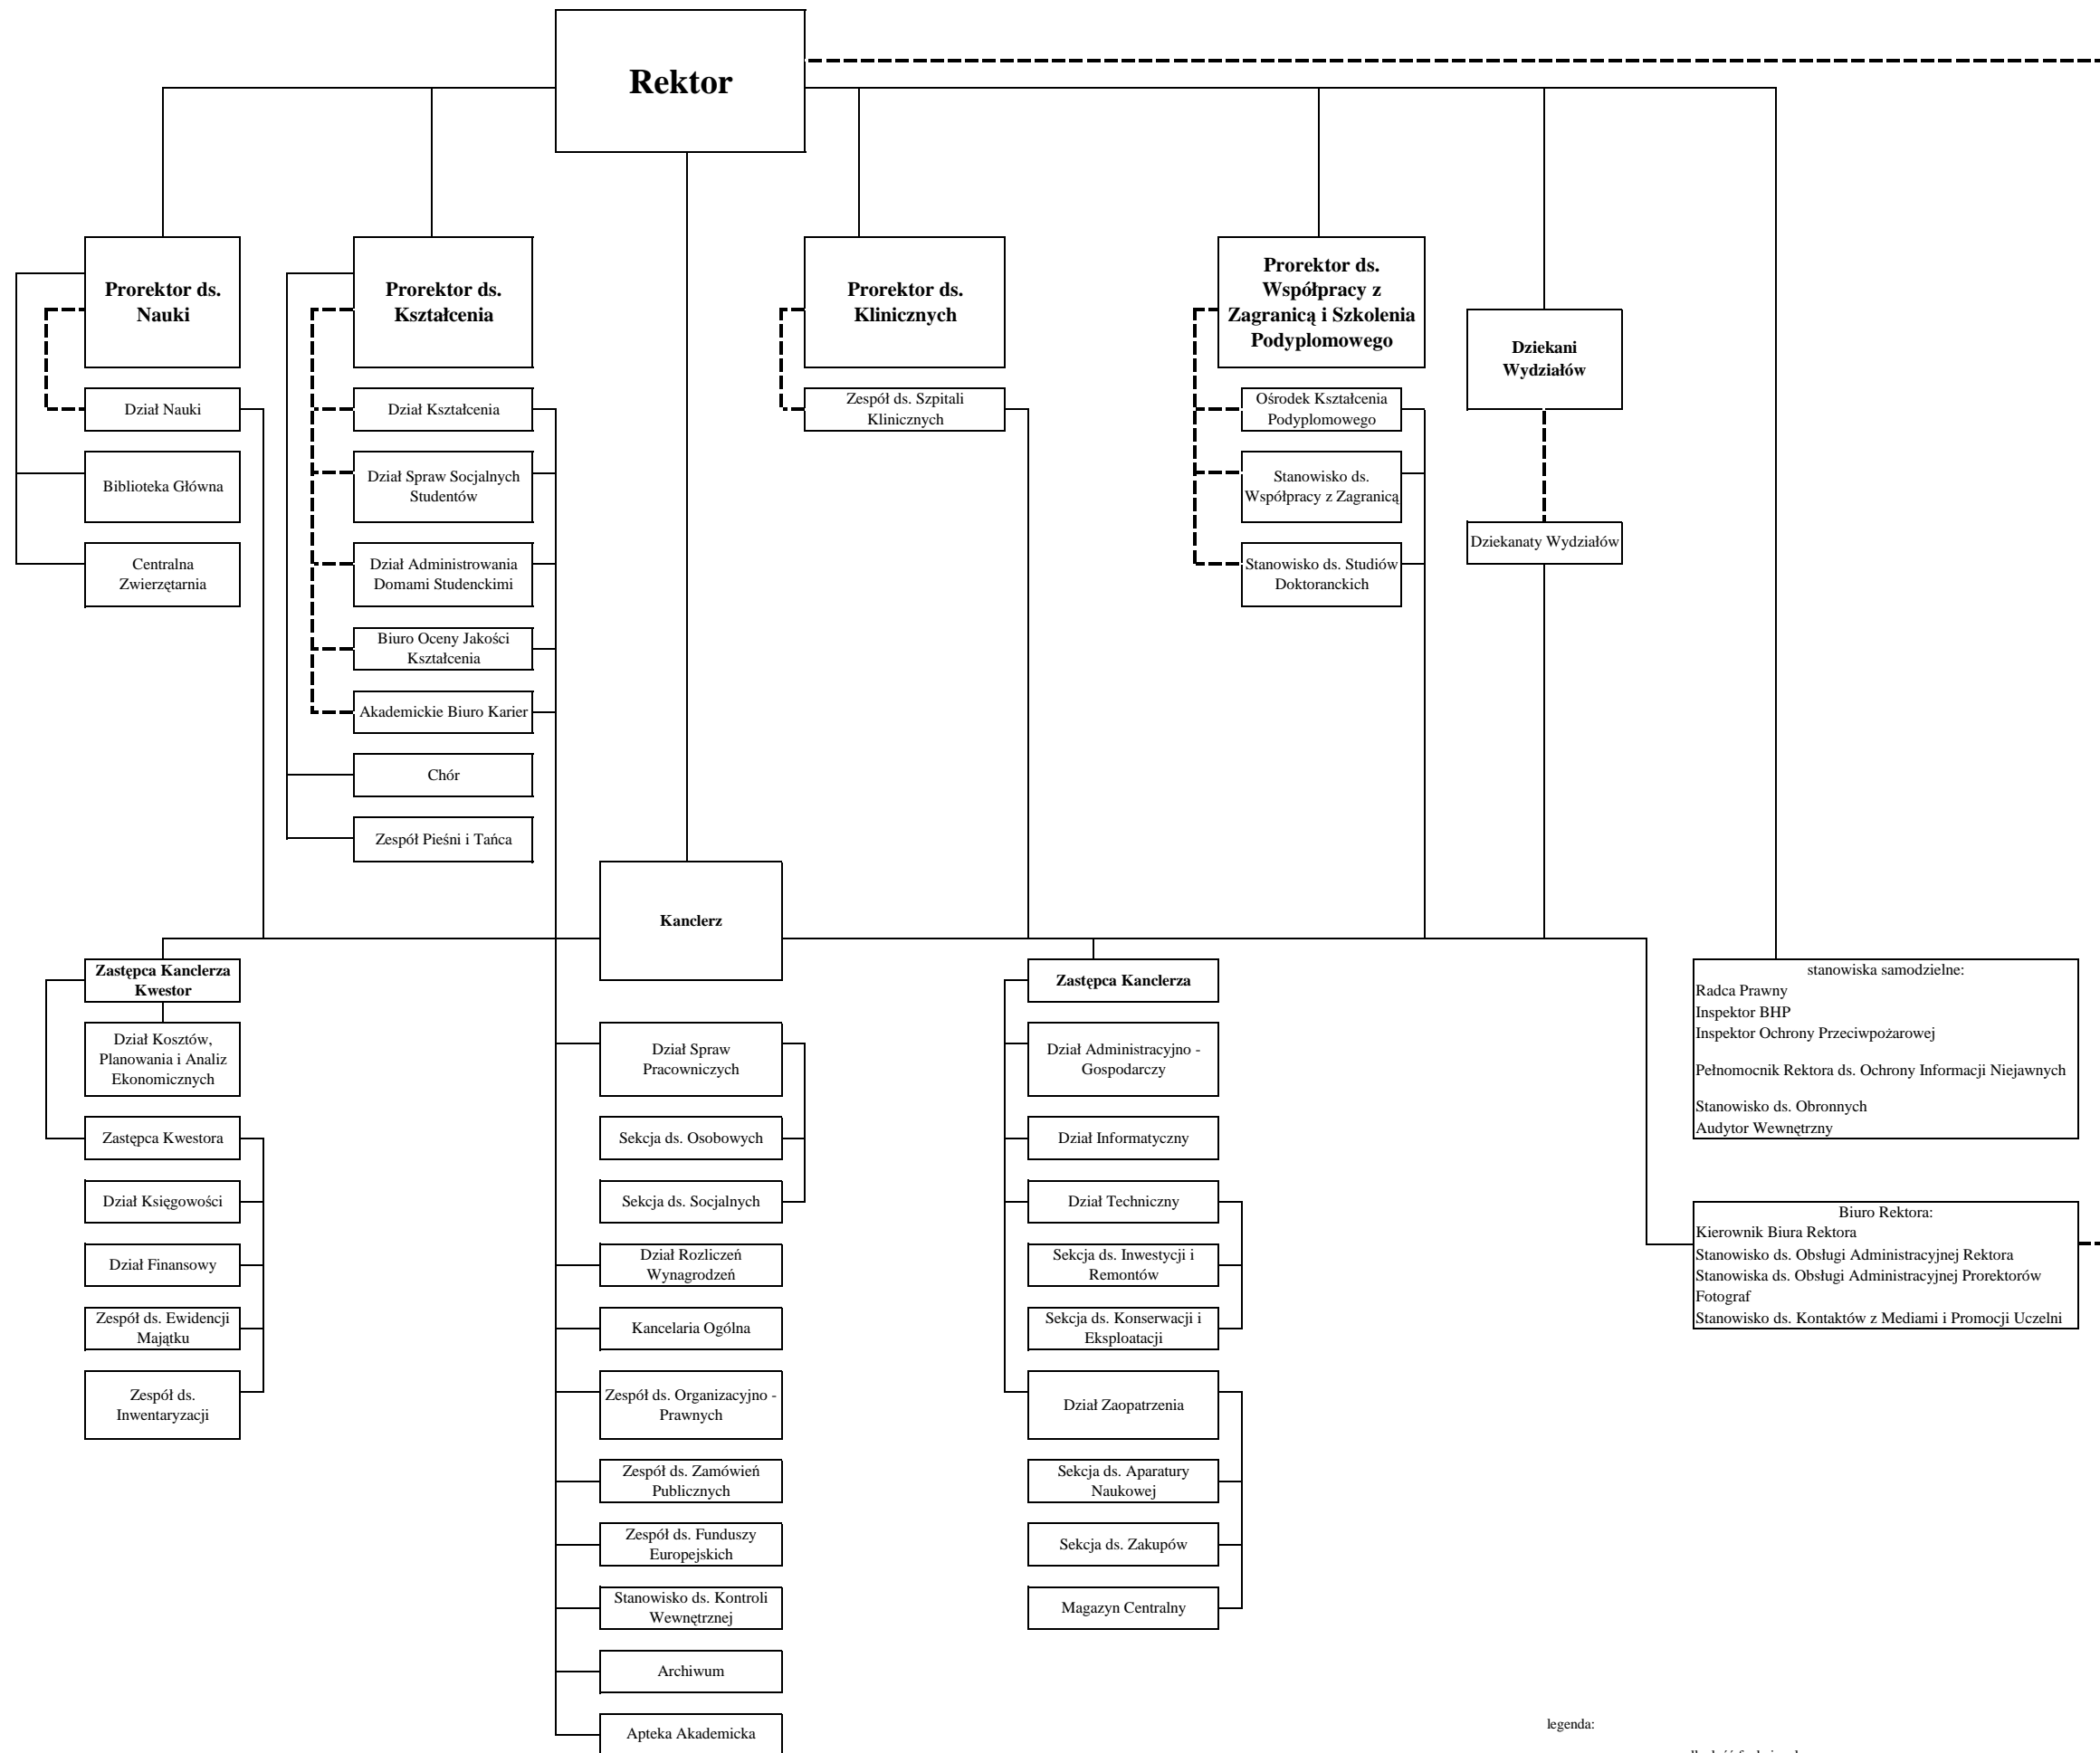 Rektor
Prorektor ds.
Nauki
Prorektor ds.
Kształcenia
Prorektor ds.
Klinicznych
Prorektor ds.
Współpracy z
Zagranicą i Szkolenia
Podyplomowego
Dziekani
Wydziałów
Dział Nauki
Biblioteka Główna
Centralna
Zwierzętarnia
Dział Kształcenia
Dział Spraw Socjalnych
Studentów
Dział Administrowania
Domami Studenckimi
Biuro Oceny Jakości
Kształcenia
Akademickie Biuro Karier
Chór
Zespół Pieśni i Tańca
Zespół ds. Szpitali
Klinicznych
Ośrodek Kształcenia
Podyplomowego
Stanowisko ds.
Współpracy z Zagranicą
Stanowisko ds. Studiów
Doktoranckich
Dziekanaty Wydziałów
Kanclerz
Zastępca Kanclerza
Kwestor
Dział Kosztów,
Planowania i Analiz
Ekonomicznych
Zastępca Kwestora
Dział Księgowości
Dział Finansowy
Zespół ds. Ewidencji
Majątku
Zespół ds.
Inwentaryzacji
Dział Spraw
Pracowniczych
Sekcja ds. Osobowych
Sekcja ds. Socjalnych
Dział Rozliczeń
Wynagrodzeń
Kancelaria Ogólna
Zespół ds. Organizacyjno -
Prawnych
Zespół ds. Zamówień
Publicznych
Zespół ds. Funduszy
Europejskich
Stanowisko ds. Kontroli
Wewnętrznej
Archiwum
Apteka Akademicka
Zastępca Kanclerza
Dział Administracyjno -
Gospodarczy
Dział Informatyczny
Dział Techniczny
Sekcja ds. Inwestycji i
Remontów
Sekcja ds. Konserwacji i
Eksploatacji
Dział Zaopatrzenia
Sekcja ds. Aparatury
Naukowej
Sekcja ds. Zakupów
Magazyn Centralny
stanowiska samodzielne:
Radca Prawny
Inspektor BHP
Inspektor Ochrony Przeciwpożarowej
Pełnomocnik Rektora ds. Ochrony Informacji Niejawnych
Stanowisko ds. Obronnych
Audytor Wewnętrzny
Biuro Rektora:
Kierownik Biura Rektora
Stanowisko ds. Obsługi Administracyjnej Rektora
Stanowiska ds. Obsługi Administracyjnej Prorektorów
Fotograf
Stanowisko ds. Kontaktów z Mediami i Promocji Uczelni
legenda: